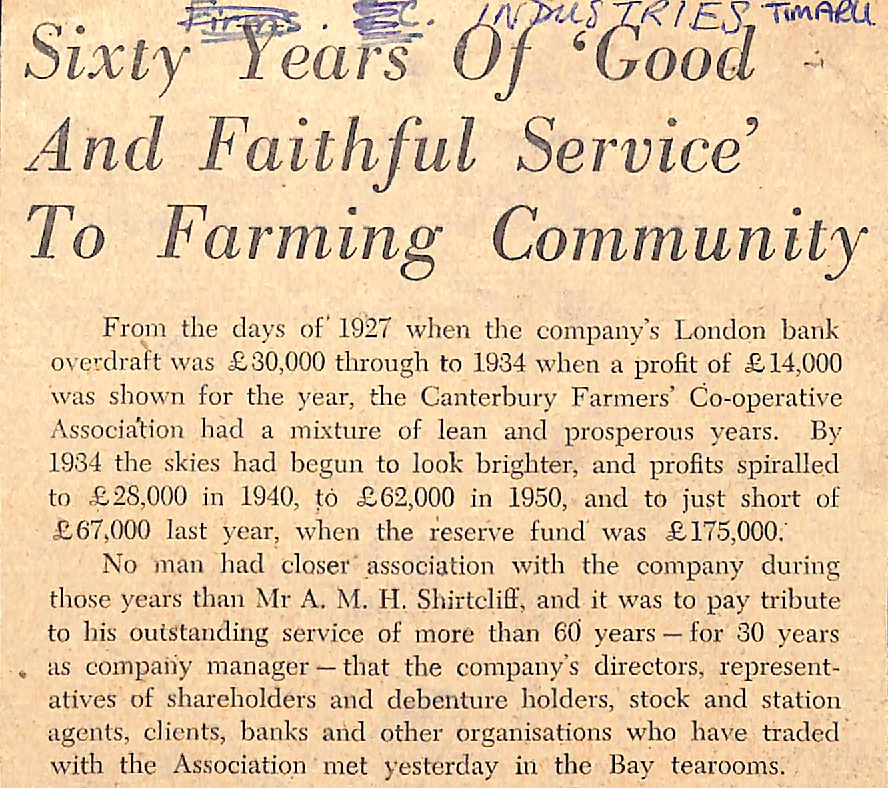 Firms. C. INDUSTRIES TIMARU
Sixty Years Of ‘Good
And Faithful Service’
To Farming Community
From the days of 1927 when the company’s London bank
overdraft was £30,000 through to 1934 when a profit of £14,000
was shown for the year, the Canterbury Farmers’ Co-operative
Association had a mixture of lean and prosperous years. By
1934 the skies had begun to look brighter, and profits spiralled
to £28,000 in 1940, to £62,000 in 1950, and to just short of
£67,000 last year, when the reserve fund was £175,000.
No man had closer association with the company during
those years than Mr A. M. H. Shirtcliff, and it was to pay tribute
to his outstanding service of more than 60 years — for 30 years
as company manager — that the company’s directors, represent-
atives of shareholders and debenture holders, stock and station
agents, clients, banks and other organisations who have traded
with the Association met yesterday in the Bay tearooms.